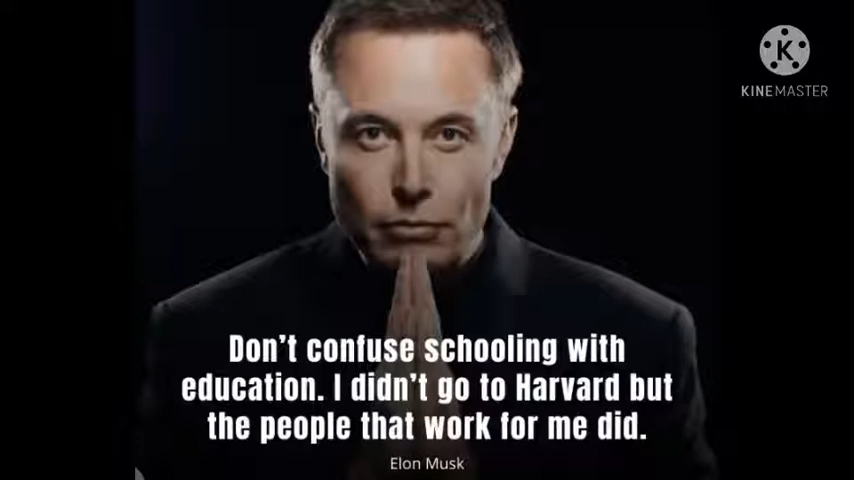 KINEMASTER
Don't confuse schooling with
education. I didn't go to Harvard but
the people that work for me did.
Elon Musk